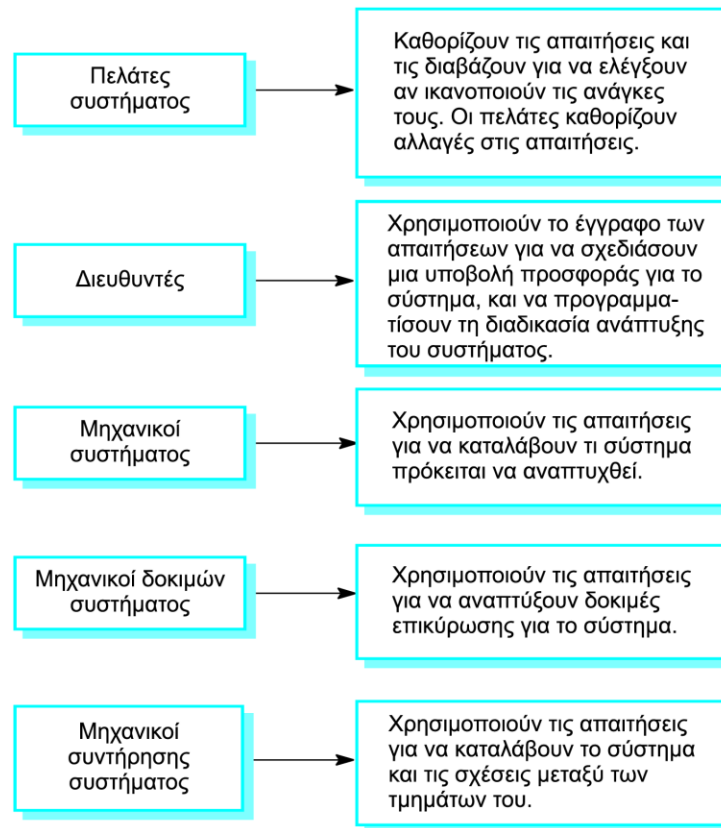 Πελάτες
συστήματος
Καθορίζουν τις απαιτήσεις και
τις διαβάζουν για να ελέγξουν
αν ικανοποιούν τις ανάγκες
τους. Οι πελάτες καθορίζουν
αλλαγές στις απαιτήσεις.
Διευθυντές
Χρησιμοποιούν το έγγραφο των
απαιτήσεων για να σχεδιάσουν
μια υποβολή προσφοράς για το
σύστημα, και να προγραμμα-
τίσουν τη διαδικασία ανάπτυξης
του συστήματος.
Μηχανικοί
συστήματος
Χρησιμοποιούν τις απαιτήσεις
για να καταλάβουν τι σύστημα
πρόκειται να αναπτυχθεί.
Μηχανικοί δοκιμών
συστήματος
Χρησιμοποιούν τις απαιτήσεις
για να αναπτύξουν δοκιμές
επικύρωσης για το σύστημα.
Μηχανικοί
συντήρησης
συστήματος
Χρησιμοποιούν τις απαιτήσεις
για να καταλάβουν το σύστημα
και τις σχέσεις μεταξύ των
τμημάτων του.